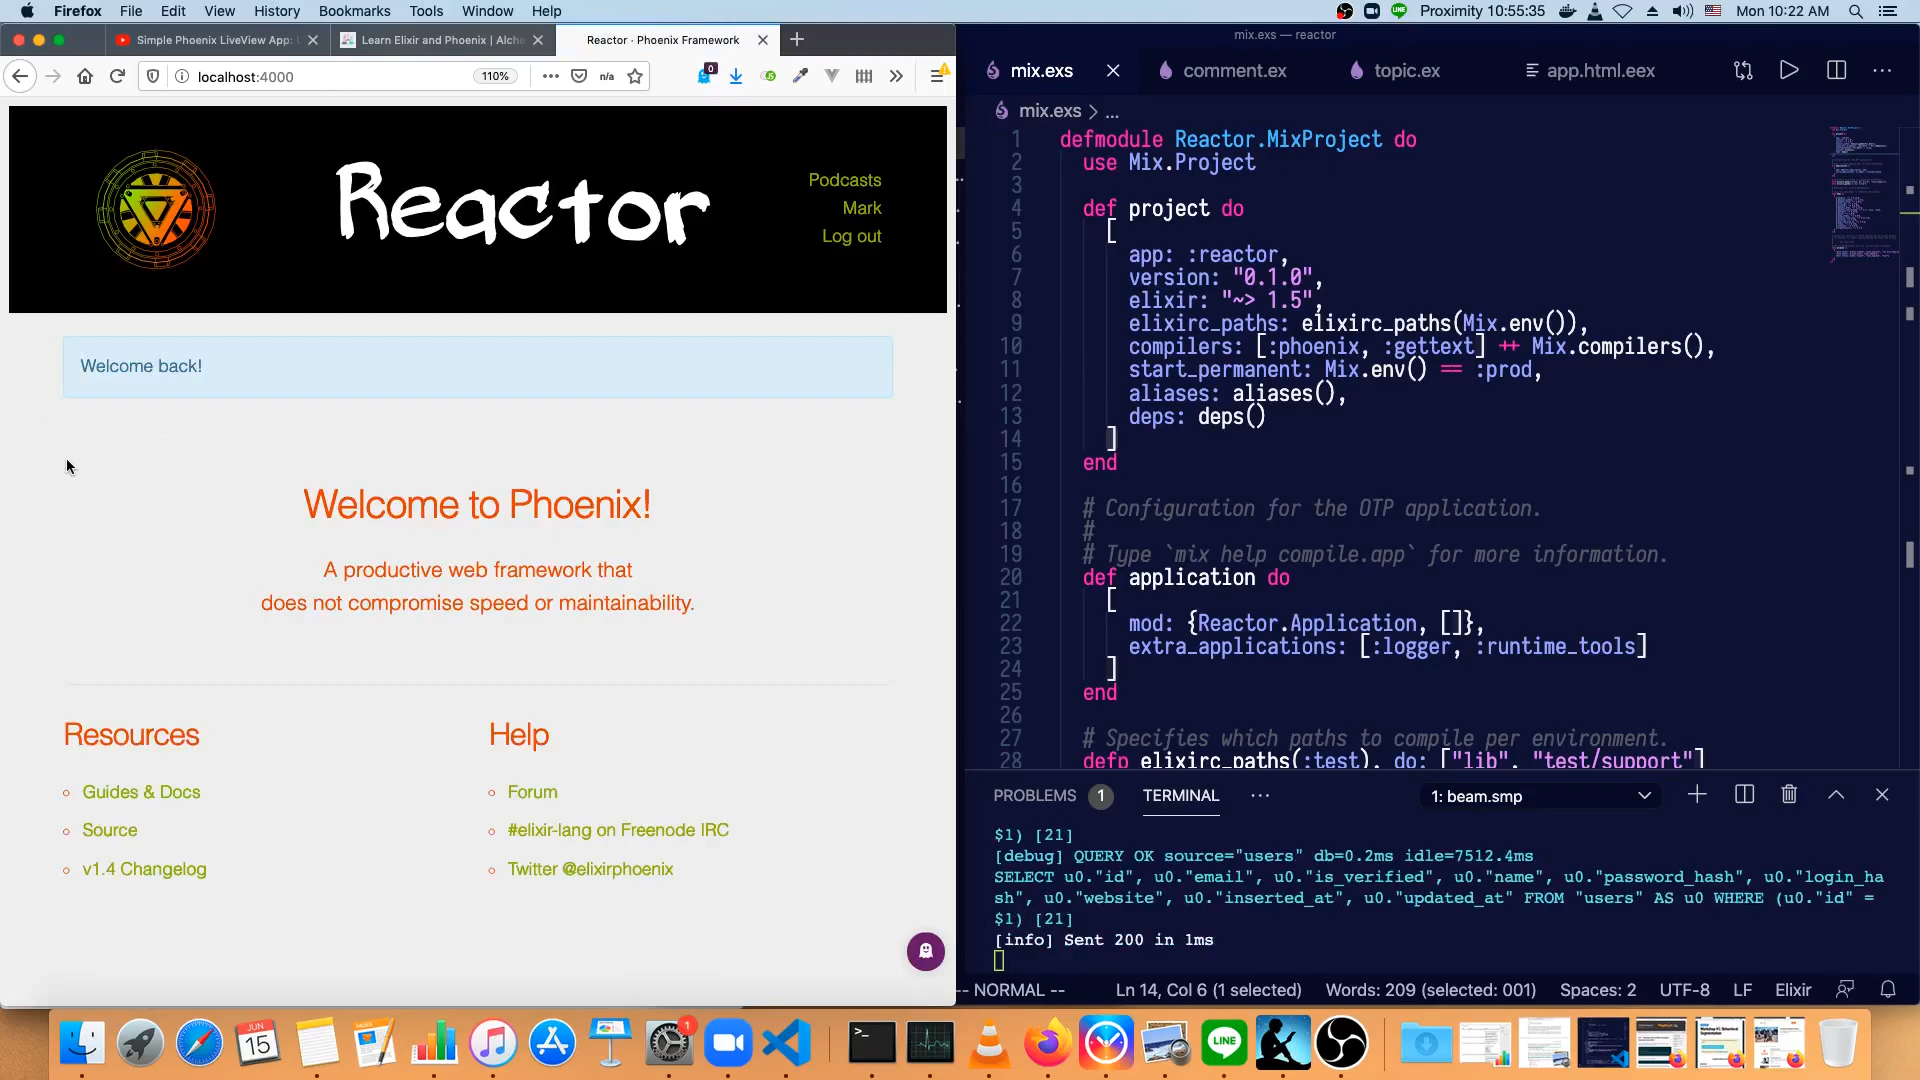 Firefox File Edit View History Bookmarks Tools Window Help
Proximity 10:55:35
Mon 10:22 AM
Simple Phoenix LiveView App:
Learn Elixir and Phoenix | Alche
Reactor · Phoenix Framework
localhost:4000
110%
n/a
0
Reactor
Podcasts
Mark
Log out
Welcome back!
Welcome to Phoenix!
A productive web framework that
does not compromise speed or maintainability.
Resources
Guides & Docs
Source
v1.4 Changelog
Help
Forum
#elixir-lang on Freenode IRC
Twitter @elixirphoenix
mix.exs — reactor
mix.exs
comment.ex
topic.ex
app.html.eex
mix.exs > ...
1 defmodule Reactor.MixProject do
2 use Mix.Project
3
4 def project do
5 [
6 app: :reactor,
7 version: "0.1.0",
8 elixir: "~> 1.5",
9 elixirc_paths: elixirc_paths(Mix.env()),
10 compilers: [:phoenix, :gettext] ++ Mix.compilers(),
11 start_permanent: Mix.env() == :prod,
12 aliases: aliases(),
13 deps: deps()
14 ]
15 end
16
17 # Configuration for the OTP application.
18 #
19 # Type `mix help compile.app` for more information.
20 def application do
21 [
22 mod: {Reactor.Application, []},
23 extra_applications: [:logger, :runtime_tools]
24 ]
25 end
26
27 # Specifies which paths to compile per environment.
28 defp elixirc_paths(:test), do: ["lib", "test/support"]
PROBLEMS 1 TERMINAL ···
1: beam.smp
$1) [21]
[debug] QUERY OK source="users" db=0.2ms idle=7512.4ms
SELECT u0."id", u0."email", u0."is_verified", u0."name", u0."password_hash", u0."login_ha
sh", u0."website", u0."inserted_at", u0."updated_at" FROM "users" AS u0 WHERE (u0."id" =
$1) [21]
[info] Sent 200 in 1ms
-- NORMAL --
Ln 14, Col 6 (1 selected)
Words: 209 (selected: 001)
Spaces: 2
UTF-8
LF
Elixir
JUN
15
1
LINE